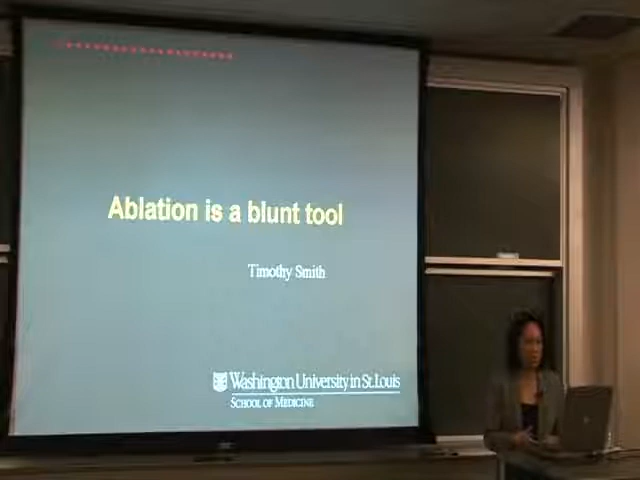 Ablation is a blunt tool
Timothy Smith
Washington University in St. Louis
SCHOOL OF MEDICINE